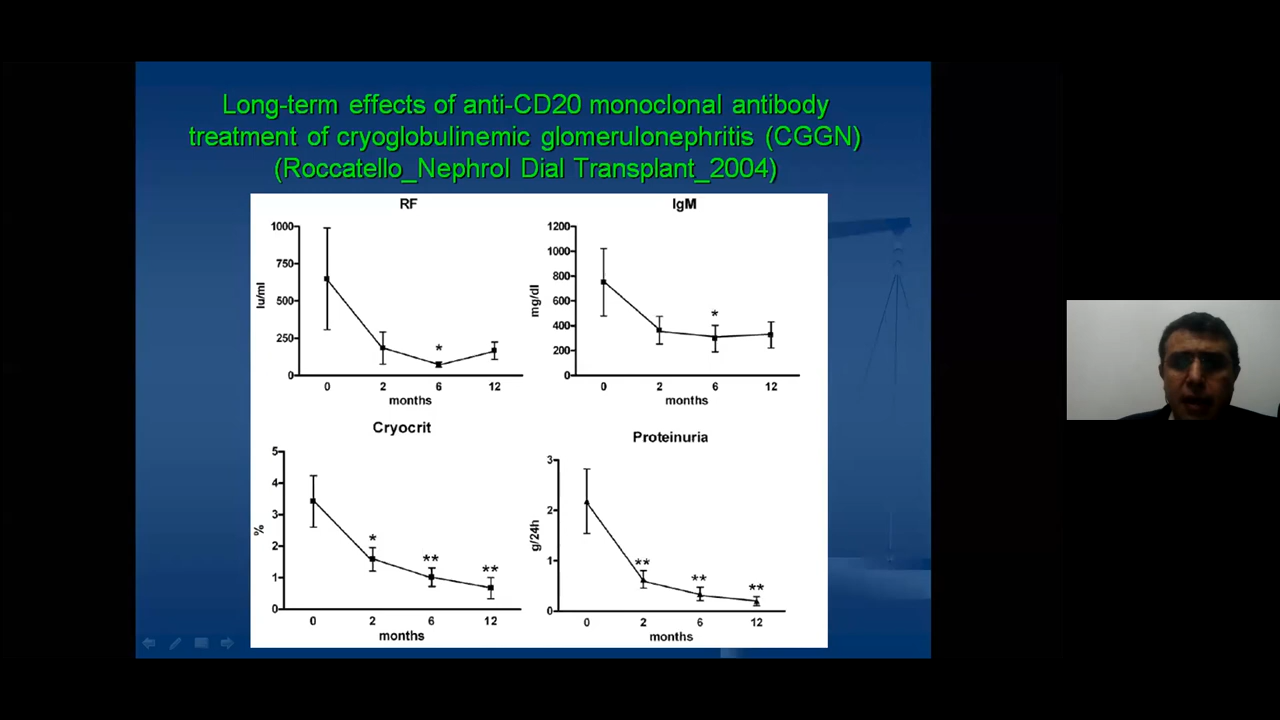 Long-term effects of anti-CD20 monoclonal antibody
treatment of cryoglobulinemic glomerulonephritis (CGGN)
(Roccatello_Nephrol Dial Transplant_2004)
RF
1000
750
500
250
0
Iu/ml
*
0 2 6 12
months
IgM
1200
1000
800
600
400
200
0
mg/dl
*
0 2 6 12
months
Cryocrit
5
4
3
2
1
0
%
* ** **
0 2 6 12
months
Proteinuria
3
2
1
0
g/24h
** ** **
0 2 6 12
months